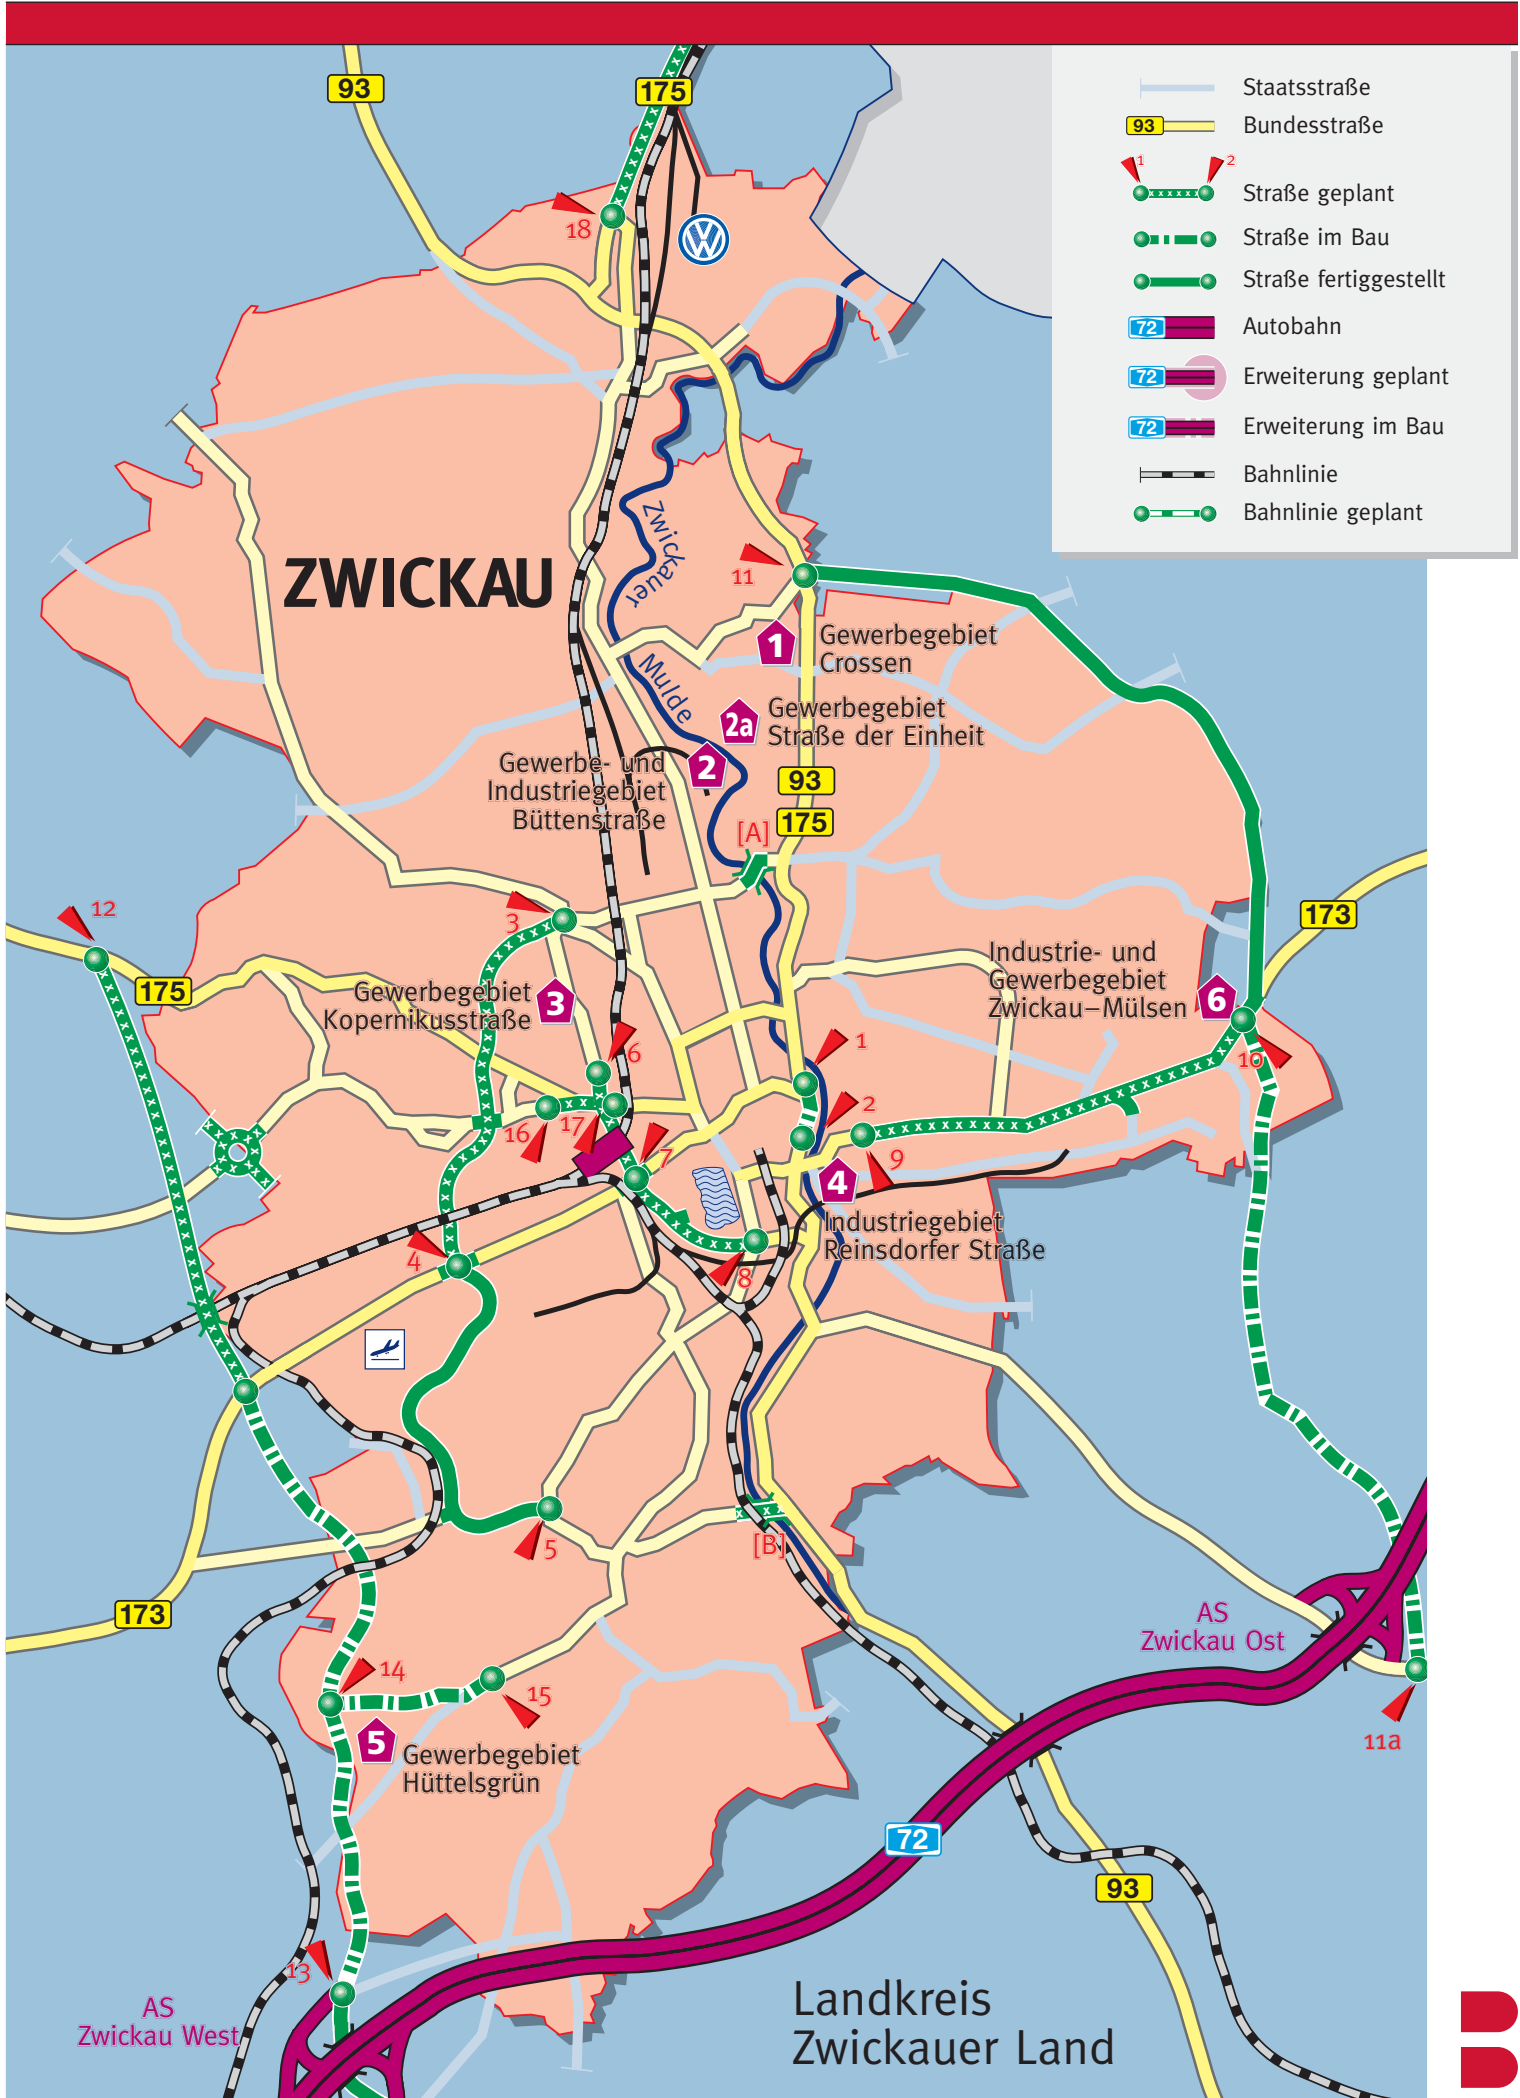 93
175
Staatsstraße
93
Bundesstraße
1
2
Straße geplant
Straße im Bau
Straße fertiggestellt
72
Autobahn
72
Erweiterung geplant
72
Erweiterung im Bau
Bahnlinie
Bahnlinie geplant
18
ZWICKAU
Zwickauer
Mulde
11
1
Gewerbegebiet
Crossen
2a
Gewerbegebiet
Straße der Einheit
Gewerbe- und
Industriegebiet
Büttenstraße
2
93
175
[A]
12
175
3
Gewerbegebiet
Kopernikusstraße
3
173
Industrie- und
Gewerbegebiet
Zwickau–Mülsen
6
10
6
1
2
16
17
7
9
4
Industriegebiet
Reinsdorfer Straße
4
8
5
[B]
173
14
15
5
Gewerbegebiet
Hüttelsgrün
AS
Zwickau Ost
11a
72
93
13
AS
Zwickau West
Landkreis
Zwickauer Land